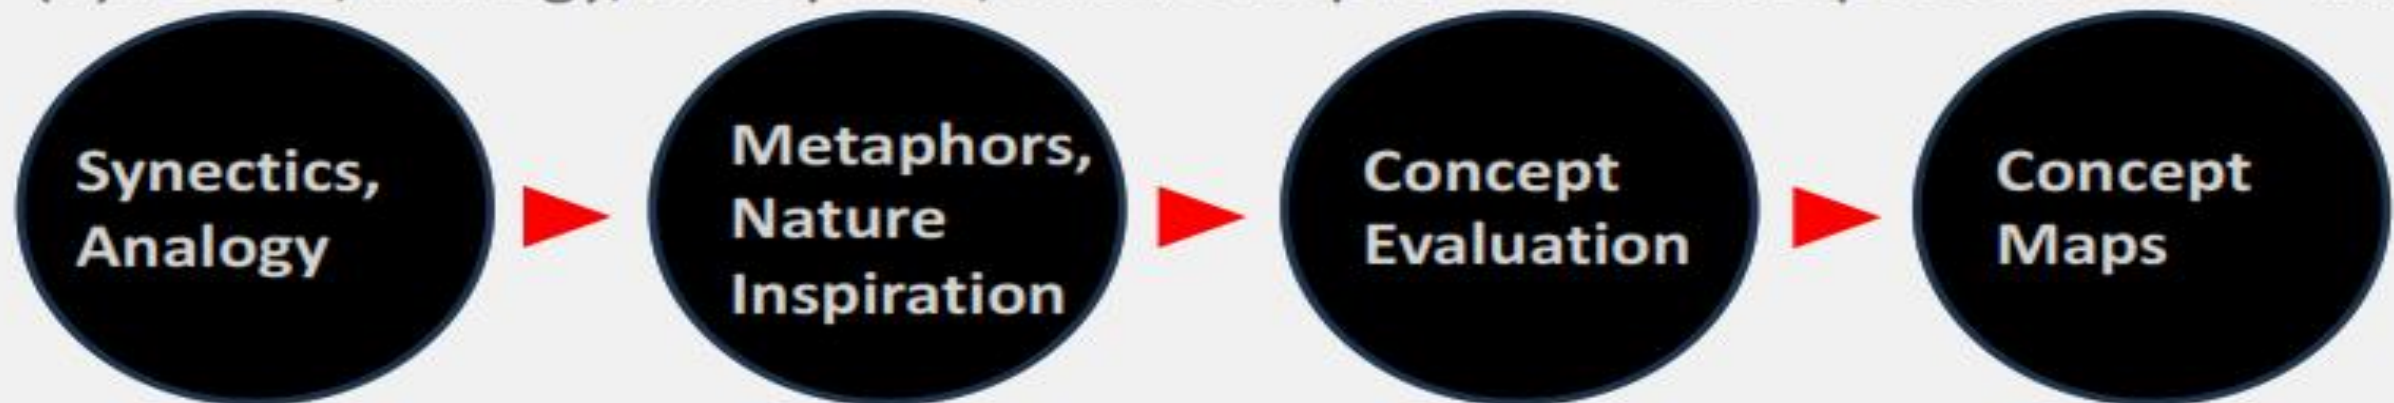 Synectics,
Analogy
Metaphors,
Nature
Inspiration
Concept
Evaluation
Concept
Maps